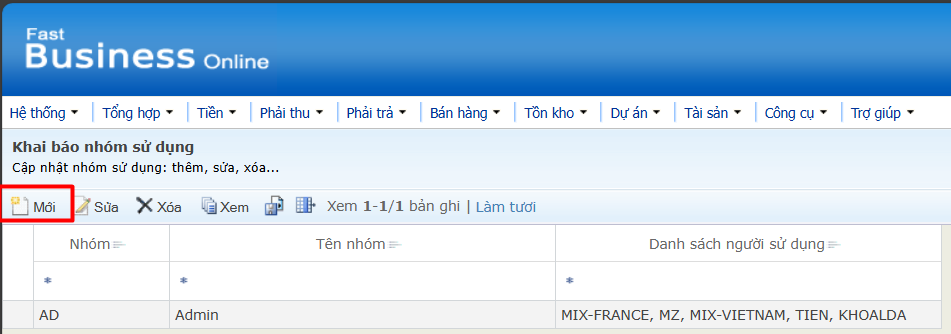 Fast
Business Online
Hệ thống Tổng hợp Tiền Phải thu Phải trả Bán hàng Tồn kho Dự án Tài sản Công cụ Trợ giúp
Khai báo nhóm sử dụng
Cập nhật nhóm sử dụng: thêm, sửa, xóa...
Mới Sửa Xóa Xem Xem 1-1/1 bản ghi | Làm tươi
Nhóm Tên nhóm Danh sách người sử dụng
* * *
AD Admin MIX-FRANCE, MZ, MIX-VIETNAM, TIEN, KHOALDA